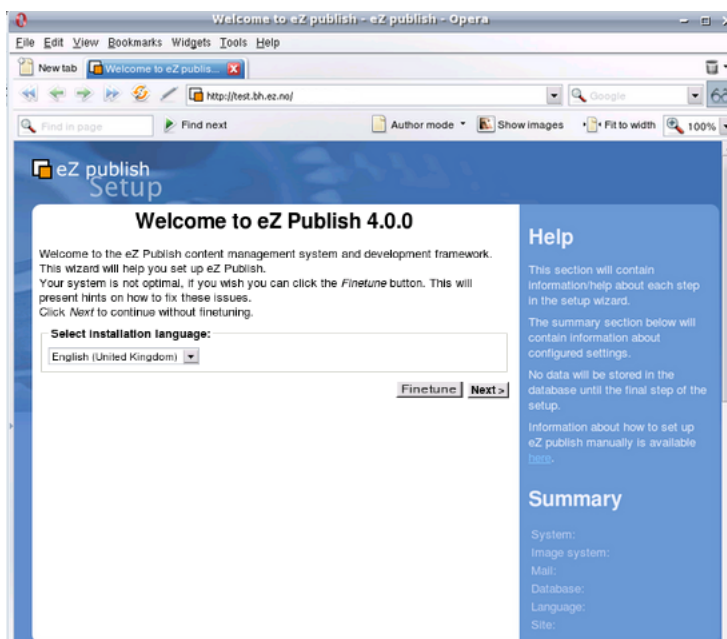 Welcome to eZ publish - eZ publish - Opera
File Edit View Bookmarks Widgets Tools Help
New tab Welcome to eZ publis...
http://test.bh.ez.no/ Google
Find in page Find next Author mode Show images Fit to width 100%
eZ publish
Setup
Welcome to eZ Publish 4.0.0
Welcome to the eZ Publish content management system and development framework.
This wizard will help you set up eZ Publish.
Your system is not optimal, if you wish you can click the Finetune button. This will
present hints on how to fix these issues.
Click Next to continue without finetuning.
Select installation language:
English (United Kingdom)
Finetune Next >
Help
This section will contain
information/help about each step
in the setup wizard.
The summary section below will
contain information about
configured settings.
No data will be stored in the
database until the final step of the
setup.
Information about how to set up
eZ publish manually is available
here.
Summary
System:
Image system:
Mail:
Database:
Language:
Site: